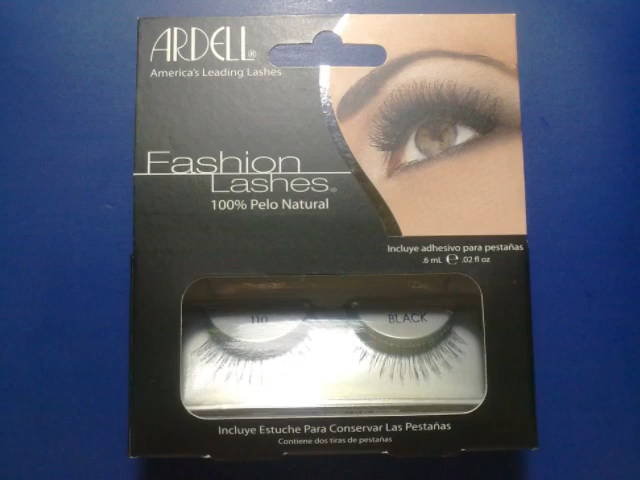 ARDELL®
America's Leading Lashes
Fashion
Lashes®
100% Pelo Natural
Incluye adhesivo para pestañas
.6 mL ℮ .02 fl oz
110
BLACK
Incluye Estuche Para Conservar Las Pestañas
Contiene dos tiras de pestañas